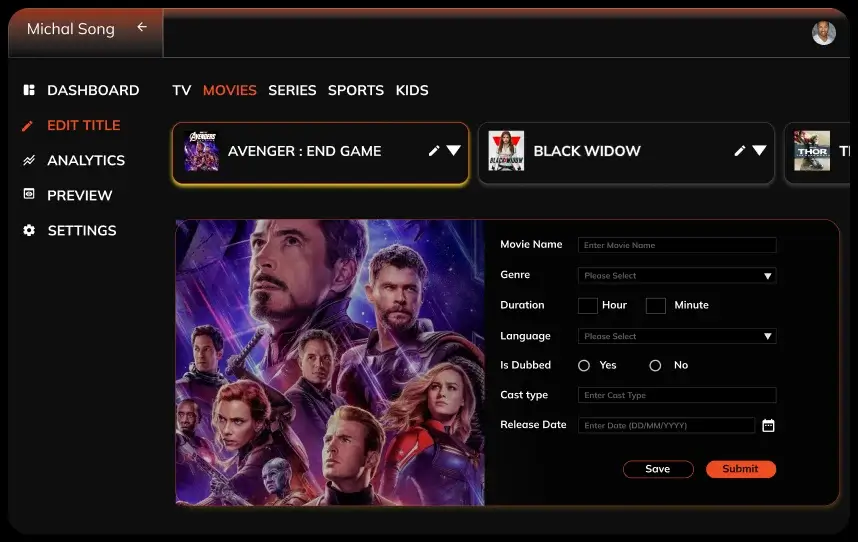 Michal Song
DASHBOARD
EDIT TITLE
ANALYTICS
PREVIEW
SETTINGS
TV MOVIES SERIES SPORTS KIDS
AVENGERS
AVENGER : END GAME
BLACK WIDOW
BLACK WIDOW
THOR
Movie Name Enter Movie Name
Genre Please Select
Duration Hour Minute
Language Please Select
Is Dubbed Yes No
Cast type Enter Cast Type
Release Date Enter Date (DD/MM/YYYY)
Save Submit